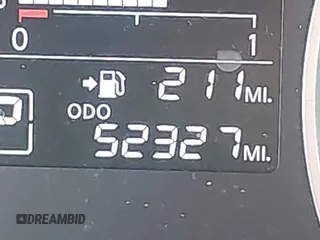 0 1
211 MI.
ODO
52327 MI.
DREAMBID